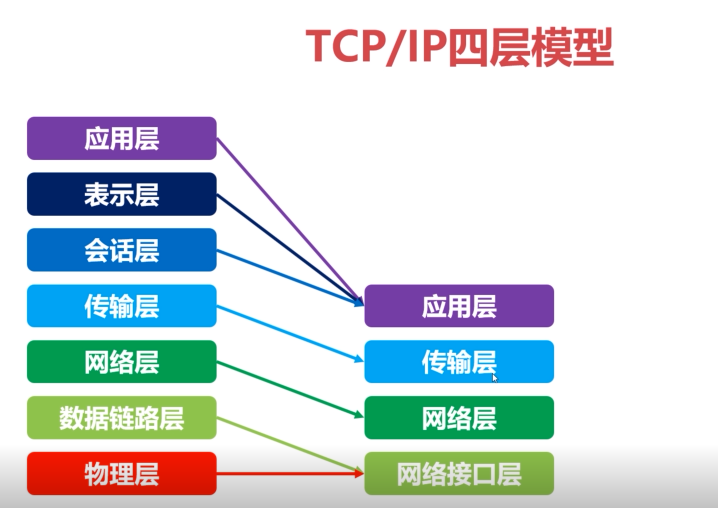 TCP/IP四层模型
应用层
表示层
会话层
传输层
网络层
数据链路层
物理层
应用层
传输层
网络层
网络接口层